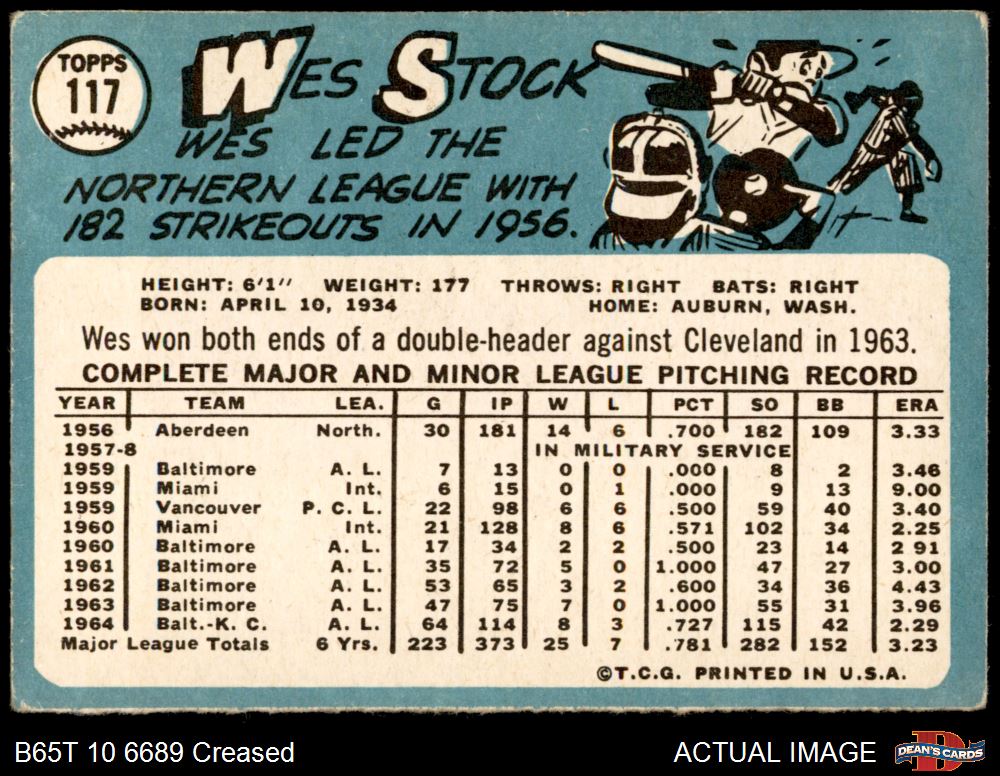 TOPPS
117
WES STOCK
WES LED THE
NORTHERN LEAGUE WITH
182 STRIKEOUTS IN 1956.
HEIGHT: 6'1" WEIGHT: 177 THROWS: RIGHT BATS: RIGHT
BORN: APRIL 10, 1934 HOME: AUBURN, WASH.
Wes won both ends of a double-header against Cleveland in 1963.
COMPLETE MAJOR AND MINOR LEAGUE PITCHING RECORD
YEAR TEAM LEA. G IP W L PCT SO BB ERA
1956 Aberdeen North. 30 181 14 6 .700 182 109 3.33
1957-8 IN MILITARY SERVICE
1959 Baltimore A. L. 7 13 0 0 .000 8 2 3.46
1959 Miami Int. 6 15 0 1 .000 9 13 9.00
1959 Vancouver P. C. L. 22 98 6 6 .500 59 40 3.40
1960 Miami Int. 21 128 8 6 .571 102 34 2.25
1960 Baltimore A. L. 17 34 2 2 .500 23 14 2 91
1961 Baltimore A. L. 35 72 5 0 1.000 47 27 3.00
1962 Baltimore A. L. 53 65 3 2 .600 34 36 4.43
1963 Baltimore A. L. 47 75 7 0 1.000 55 31 3.96
1964 Balt.-K. C. A. L. 64 114 8 3 .727 115 42 2.29
Major League Totals 6 Yrs. 223 373 25 7 .781 282 152 3.23
©T.C.G. PRINTED IN U.S.A.
B65T 10 6689 Creased
ACTUAL IMAGE
DEAN'S CARDS